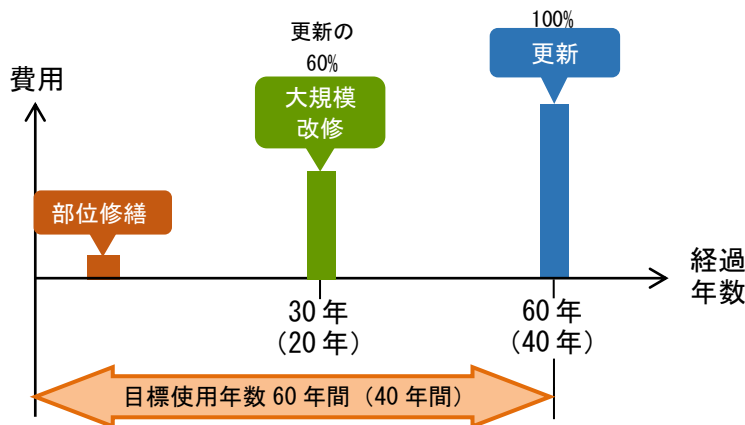 更新の
60%
100%
費用
大規模
改修
更新
部位修繕
経過
年数
30年
(20年)
60年
(40年)
目標使用年数60年間（40年間）